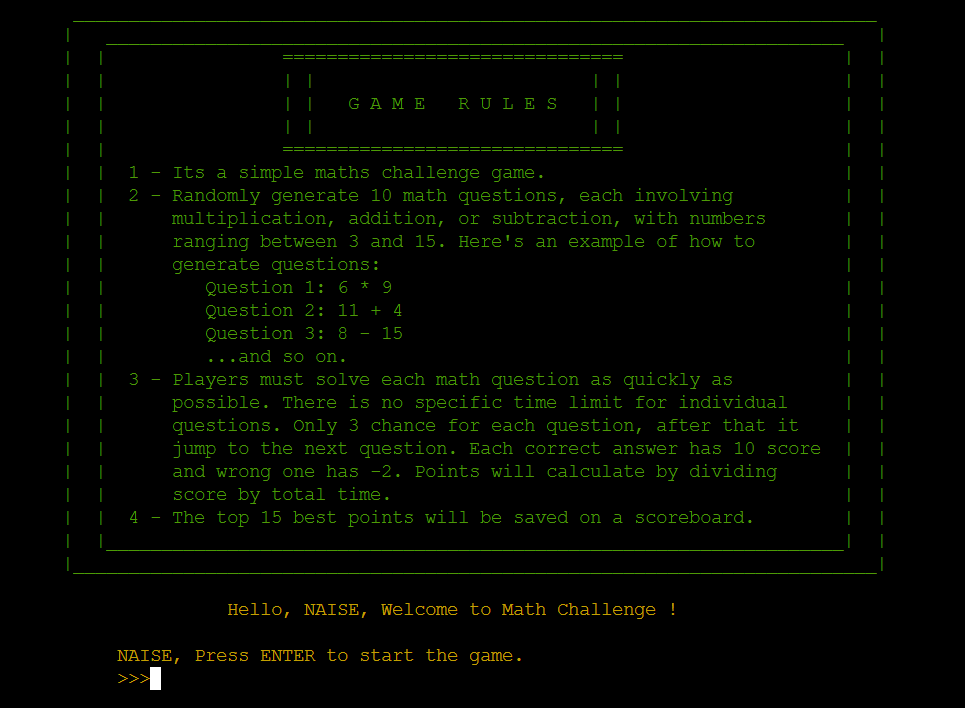 G A M E   R U L E S
1 - Its a simple maths challenge game.
2 - Randomly generate 10 math questions, each involving
multiplication, addition, or subtraction, with numbers
ranging between 3 and 15. Here's an example of how to
generate questions:
Question 1: 6 * 9
Question 2: 11 + 4
Question 3: 8 - 15
...and so on.
3 - Players must solve each math question as quickly as
possible. There is no specific time limit for individual
questions. Only 3 chance for each question, after that it
jump to the next question. Each correct answer has 10 score
and wrong one has -2. Points will calculate by dividing
score by total time.
4 - The top 15 best points will be saved on a scoreboard.
Hello, NAISE, Welcome to Math Challenge !
NAISE, Press ENTER to start the game.
>>>